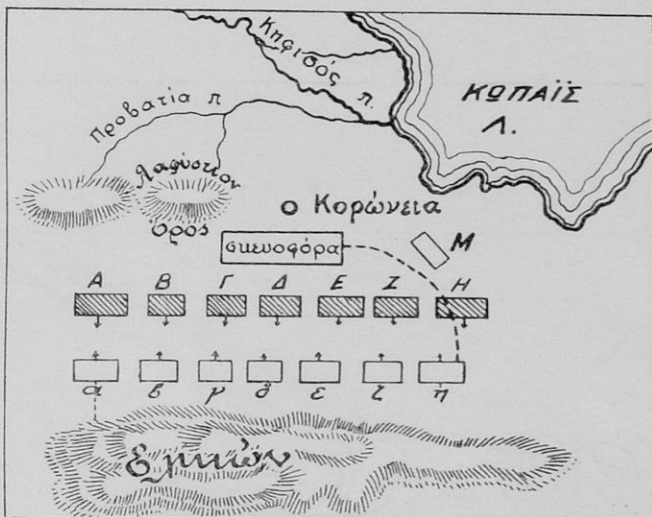 Κηφισός π.
ΚΩΠΑΪΣ
Λ.
Προβατία π
Λαφύστιον
Όρος
Κορώνεια
σκευοφόρα
Μ
Α Β Γ Δ Ε Ζ Η
α β γ δ ε ζ η
Ελικών